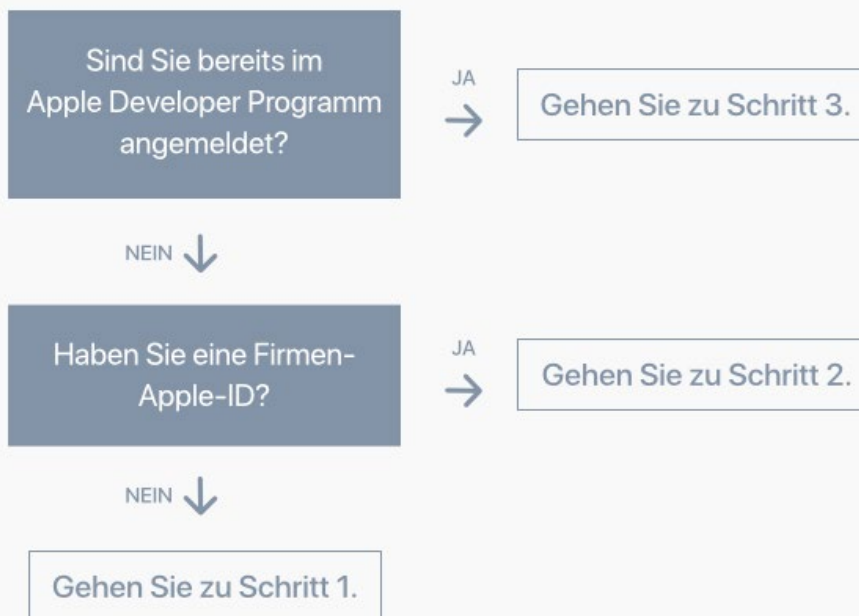 Sind Sie bereits im
Apple Developer Programm
angemeldet?
JA
Gehen Sie zu Schritt 3.
NEIN
Haben Sie eine Firmen-
Apple-ID?
JA
Gehen Sie zu Schritt 2.
NEIN
Gehen Sie zu Schritt 1.